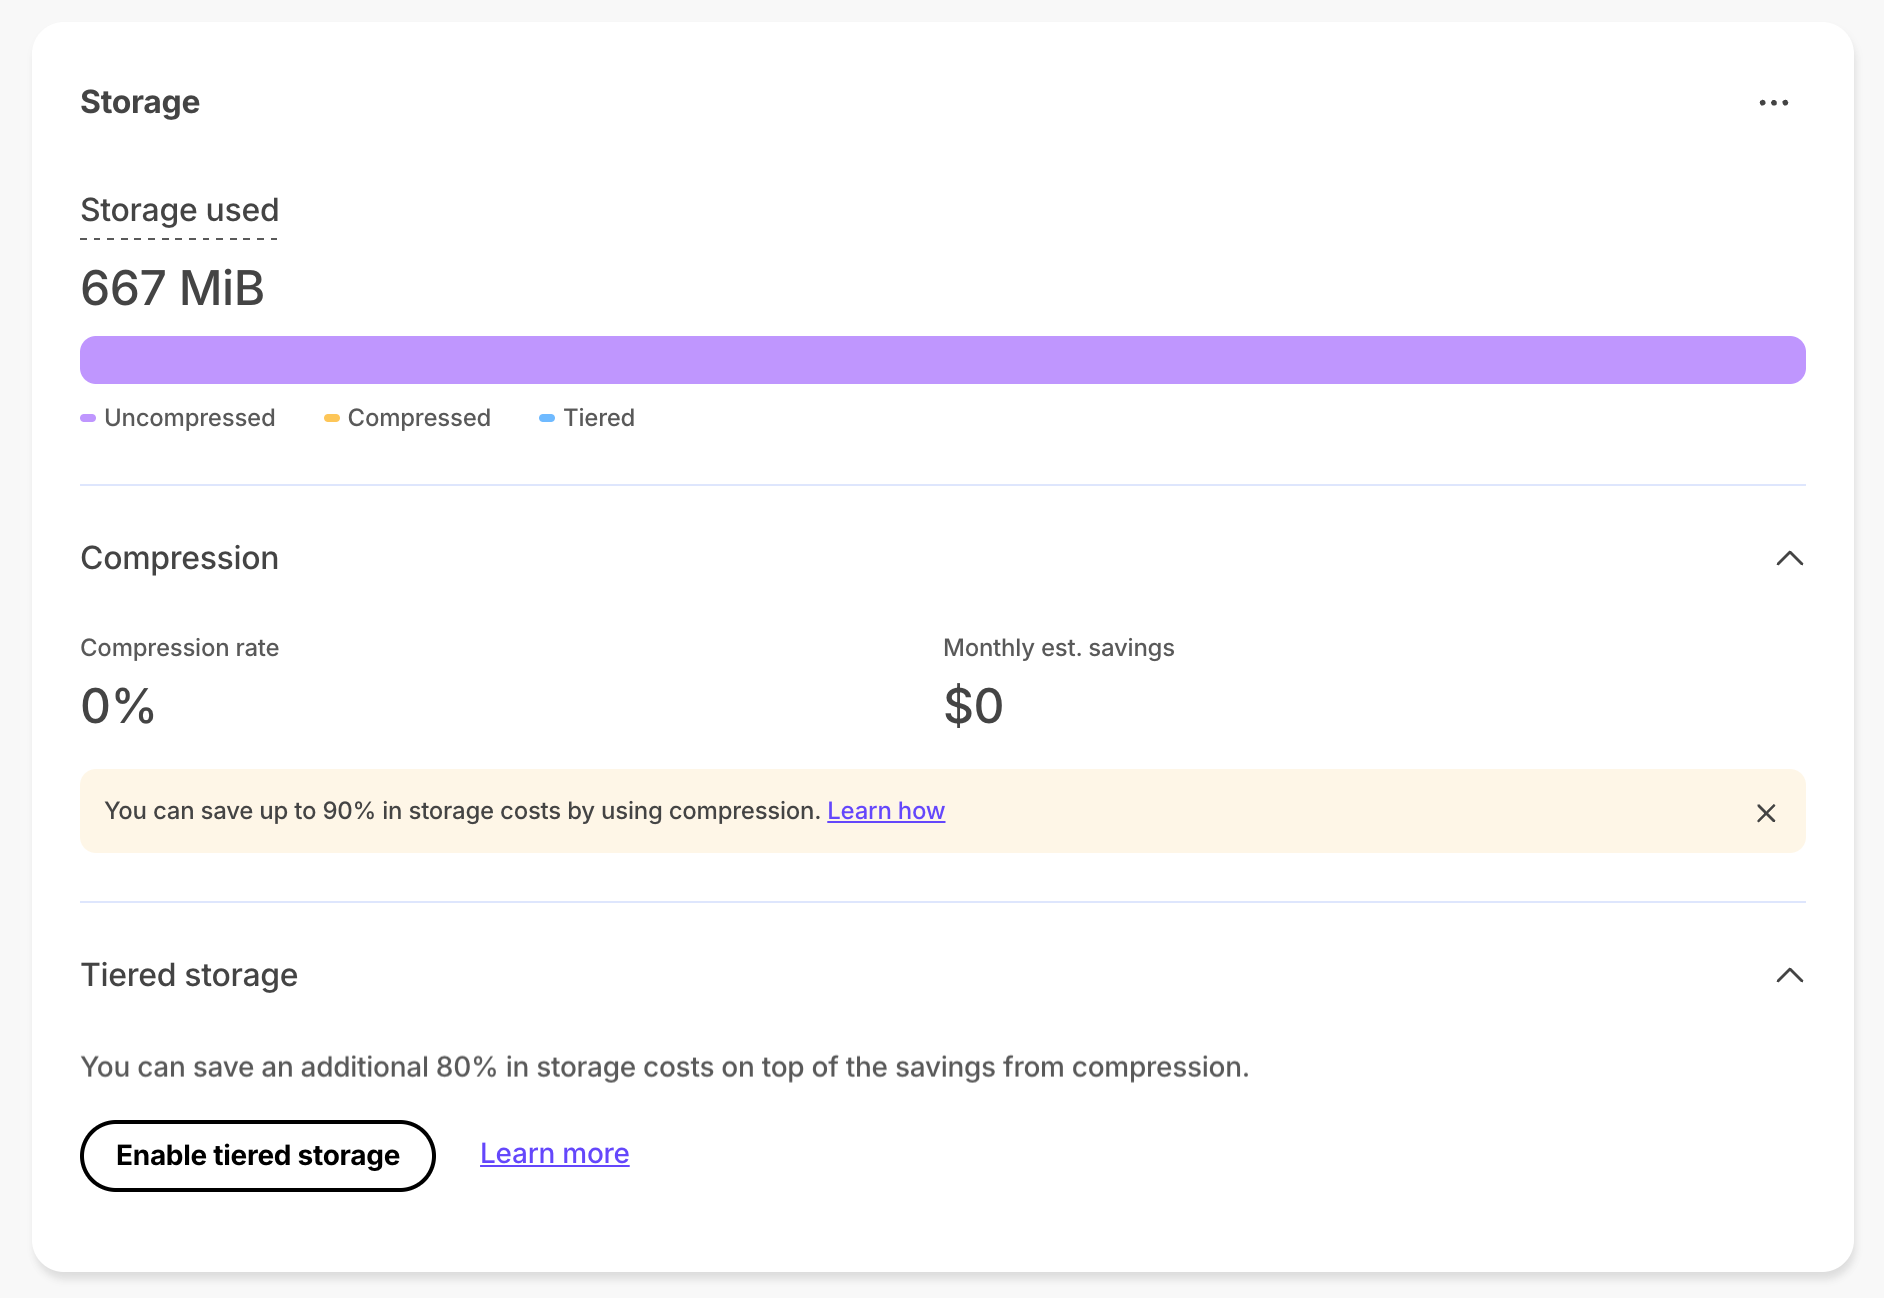 Storage
Storage used
667 MiB
Uncompressed Compressed Tiered
Compression
Compression rate Monthly est. savings
0% $0
You can save up to 90% in storage costs by using compression. Learn how
Tiered storage
You can save an additional 80% in storage costs on top of the savings from compression.
Enable tiered storage Learn more